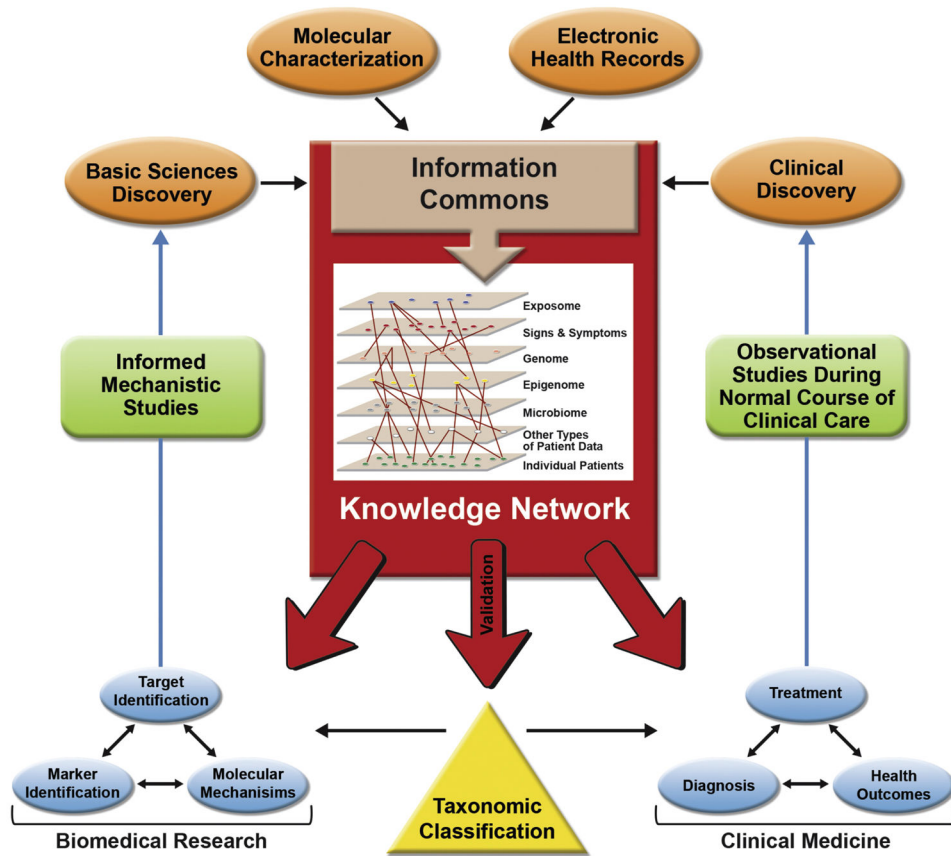 Molecular
Characterization
Electronic
Health Records
Basic Sciences
Discovery
Information
Commons
Clinical
Discovery
Exposome
Signs & Symptoms
Genome
Epigenome
Microbiome
Other Types
of Patient Data
Individual Patients
Informed
Mechanistic
Studies
Observational
Studies During
Normal Course of
Clinical Care
Knowledge Network
Validation
Target
Identification
Marker
Identification
Molecular
Mechanisims
Biomedical Research
Taxonomic
Classification
Treatment
Diagnosis
Health
Outcomes
Clinical Medicine